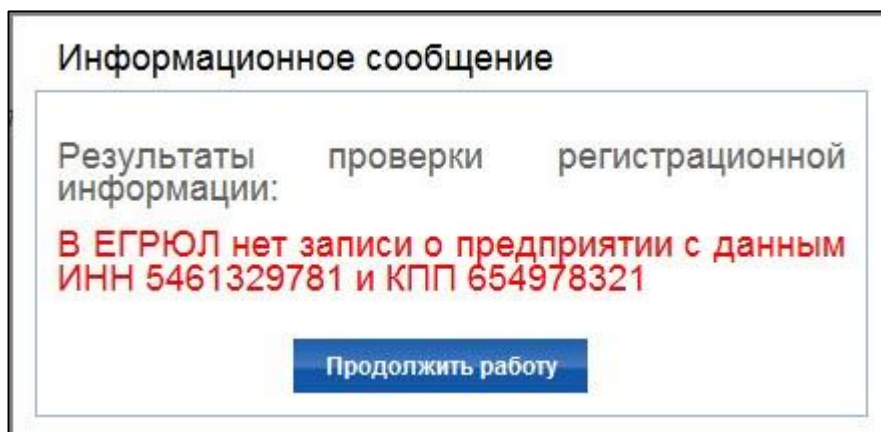 Информационное сообщение
Результаты проверки регистрационной
информации:
В ЕГРЮЛ нет записи о предприятии с данным
ИНН 5461329781 и КПП 654978321
Продолжить работу